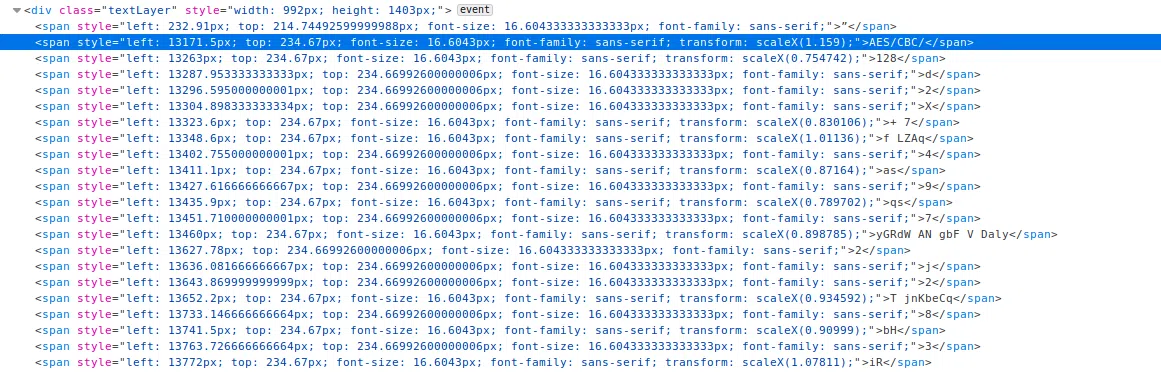 <div class="textLayer" style="width: 992px; height: 1403px;"> event
<span style="left: 232.91px; top: 214.74492599999988px; font-size: 16.604333333333333px; font-family: sans-serif;">”</span>
<span style="left: 13171.5px; top: 234.67px; font-size: 16.6043px; font-family: sans-serif; transform: scaleX(1.159);">AES/CBC/</span>
<span style="left: 13263px; top: 234.67px; font-size: 16.6043px; font-family: sans-serif; transform: scaleX(0.754742);">128</span>
<span style="left: 13287.953333333333px; top: 234.66992600000006px; font-size: 16.604333333333333px; font-family: sans-serif;">d</span>
<span style="left: 13296.595000000001px; top: 234.66992600000006px; font-size: 16.604333333333333px; font-family: sans-serif;">2</span>
<span style="left: 13304.898333333334px; top: 234.66992600000006px; font-size: 16.604333333333333px; font-family: sans-serif;">X</span>
<span style="left: 13323.6px; top: 234.67px; font-size: 16.6043px; font-family: sans-serif; transform: scaleX(0.830106);">+ 7</span>
<span style="left: 13348.6px; top: 234.67px; font-size: 16.6043px; font-family: sans-serif; transform: scaleX(1.01136);">f LZAq</span>
<span style="left: 13402.755000000001px; top: 234.66992600000006px; font-size: 16.604333333333333px; font-family: sans-serif;">4</span>
<span style="left: 13411.1px; top: 234.67px; font-size: 16.6043px; font-family: sans-serif; transform: scaleX(0.87164);">as</span>
<span style="left: 13427.616666666667px; top: 234.66992600000006px; font-size: 16.604333333333333px; font-family: sans-serif;">9</span>
<span style="left: 13435.9px; top: 234.67px; font-size: 16.6043px; font-family: sans-serif; transform: scaleX(0.789702);">qs</span>
<span style="left: 13451.710000000001px; top: 234.66992600000006px; font-size: 16.604333333333333px; font-family: sans-serif;">7</span>
<span style="left: 13460px; top: 234.67px; font-size: 16.6043px; font-family: sans-serif; transform: scaleX(0.898785);">yGRdW AN gbF V Daly</span>
<span style="left: 13627.78px; top: 234.66992600000006px; font-size: 16.604333333333333px; font-family: sans-serif;">2</span>
<span style="left: 13636.081666666667px; top: 234.66992600000006px; font-size: 16.604333333333333px; font-family: sans-serif;">j</span>
<span style="left: 13643.869999999999px; top: 234.66992600000006px; font-size: 16.604333333333333px; font-family: sans-serif;">2</span>
<span style="left: 13652.2px; top: 234.67px; font-size: 16.6043px; font-family: sans-serif; transform: scaleX(0.934592);">T jnKbeCq</span>
<span style="left: 13733.146666666664px; top: 234.66992600000006px; font-size: 16.604333333333333px; font-family: sans-serif;">8</span>
<span style="left: 13741.5px; top: 234.67px; font-size: 16.6043px; font-family: sans-serif; transform: scaleX(0.90999);">bH</span>
<span style="left: 13763.726666666664px; top: 234.66992600000006px; font-size: 16.604333333333333px; font-family: sans-serif;">3</span>
<span style="left: 13772px; top: 234.67px; font-size: 16.6043px; font-family: sans-serif; transform: scaleX(1.07811);">iR</span>